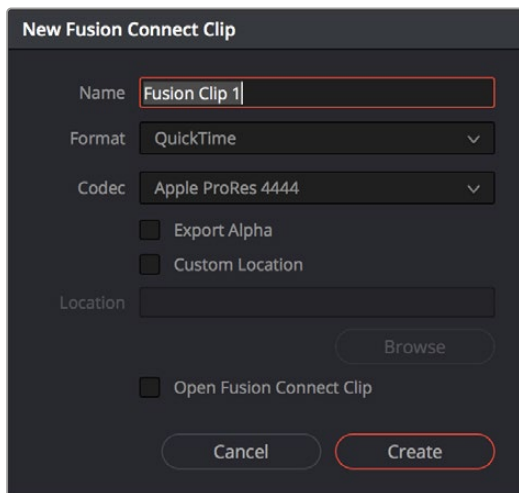 New Fusion Connect Clip
Name Fusion Clip 1
Format QuickTime
Codec Apple ProRes 4444
Export Alpha
Custom Location
Location
Browse
Open Fusion Connect Clip
Cancel Create